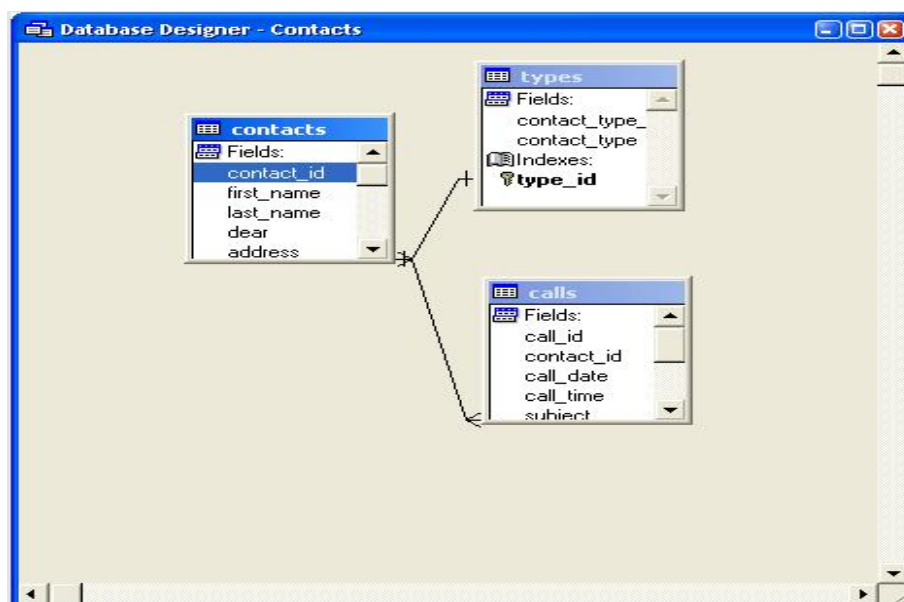 Database Designer - Contacts
contacts
Fields:
contact_id
first_name
last_name
dear
address
types
Fields:
contact_type_
contact_type
Indexes:
type_id
calls
Fields:
call_id
contact_id
call_date
call_time
subject